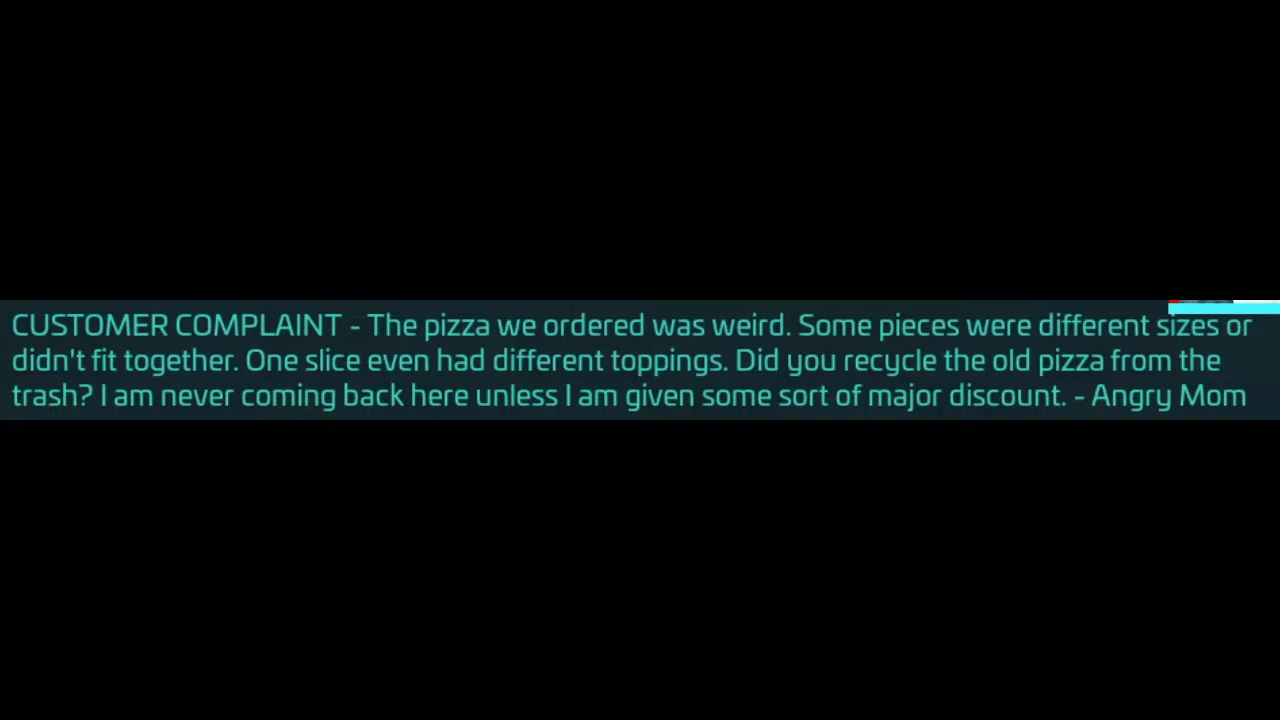 CUSTOMER COMPLAINT - The pizza we ordered was weird. Some pieces were different sizes or
didn't fit together. One slice even had different toppings. Did you recycle the old pizza from the
trash? I am never coming back here unless I am given some sort of major discount. - Angry Mom